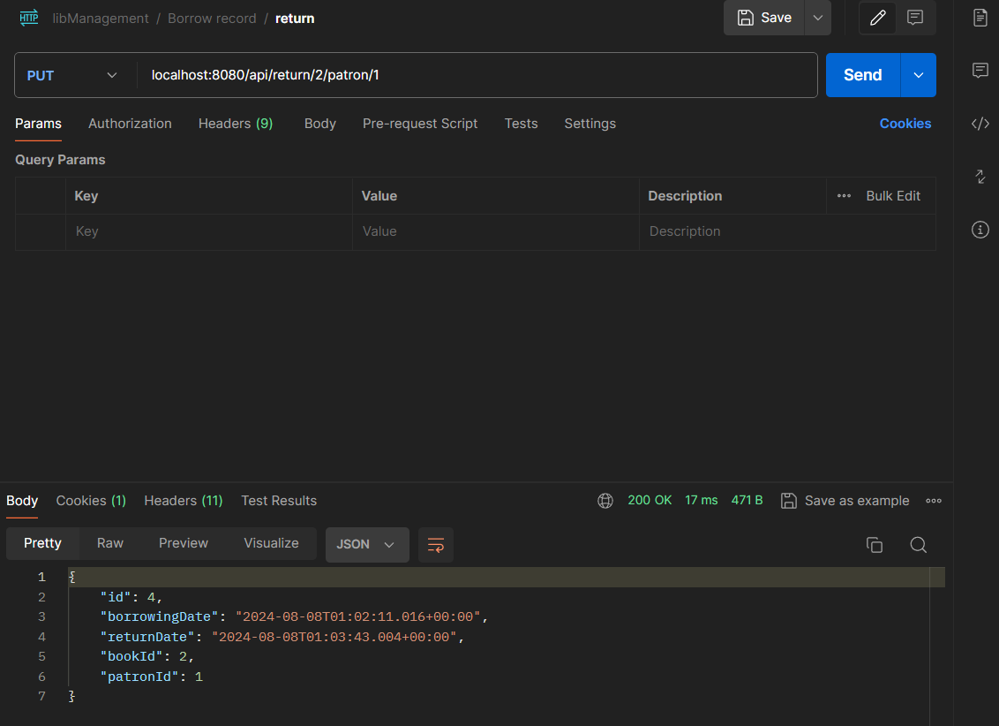 HTTP libManagement / Borrow record / return Save
PUT localhost:8080/api/return/2/patron/1 Send
Params Authorization Headers (9) Body Pre-request Script Tests Settings Cookies
Query Params
Key Value Description Bulk Edit
Key Value Description
Body Cookies (1) Headers (11) Test Results 200 OK 17 ms 471 B Save as example
Pretty Raw Preview Visualize JSON
1 {
2 "id": 4,
3 "borrowingDate": "2024-08-08T01:02:11.016+00:00",
4 "returnDate": "2024-08-08T01:03:43.004+00:00",
5 "bookId": 2,
6 "patronId": 1
7 }